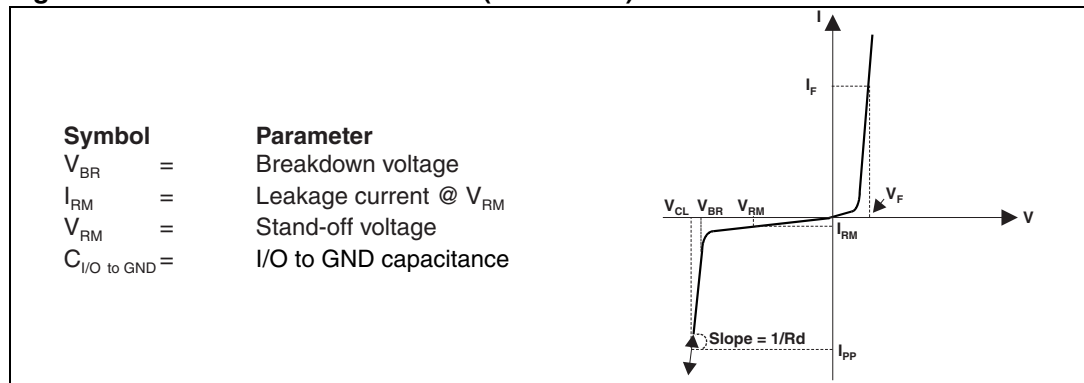 Symbol Parameter
V_BR = Breakdown voltage
I_RM = Leakage current @ V_RM
V_RM = Stand-off voltage
C_I/O to GND = I/O to GND capacitance
I
I_F
V_CL V_BR V_RM V_F
V
I_RM
Slope = 1/Rd
I_PP